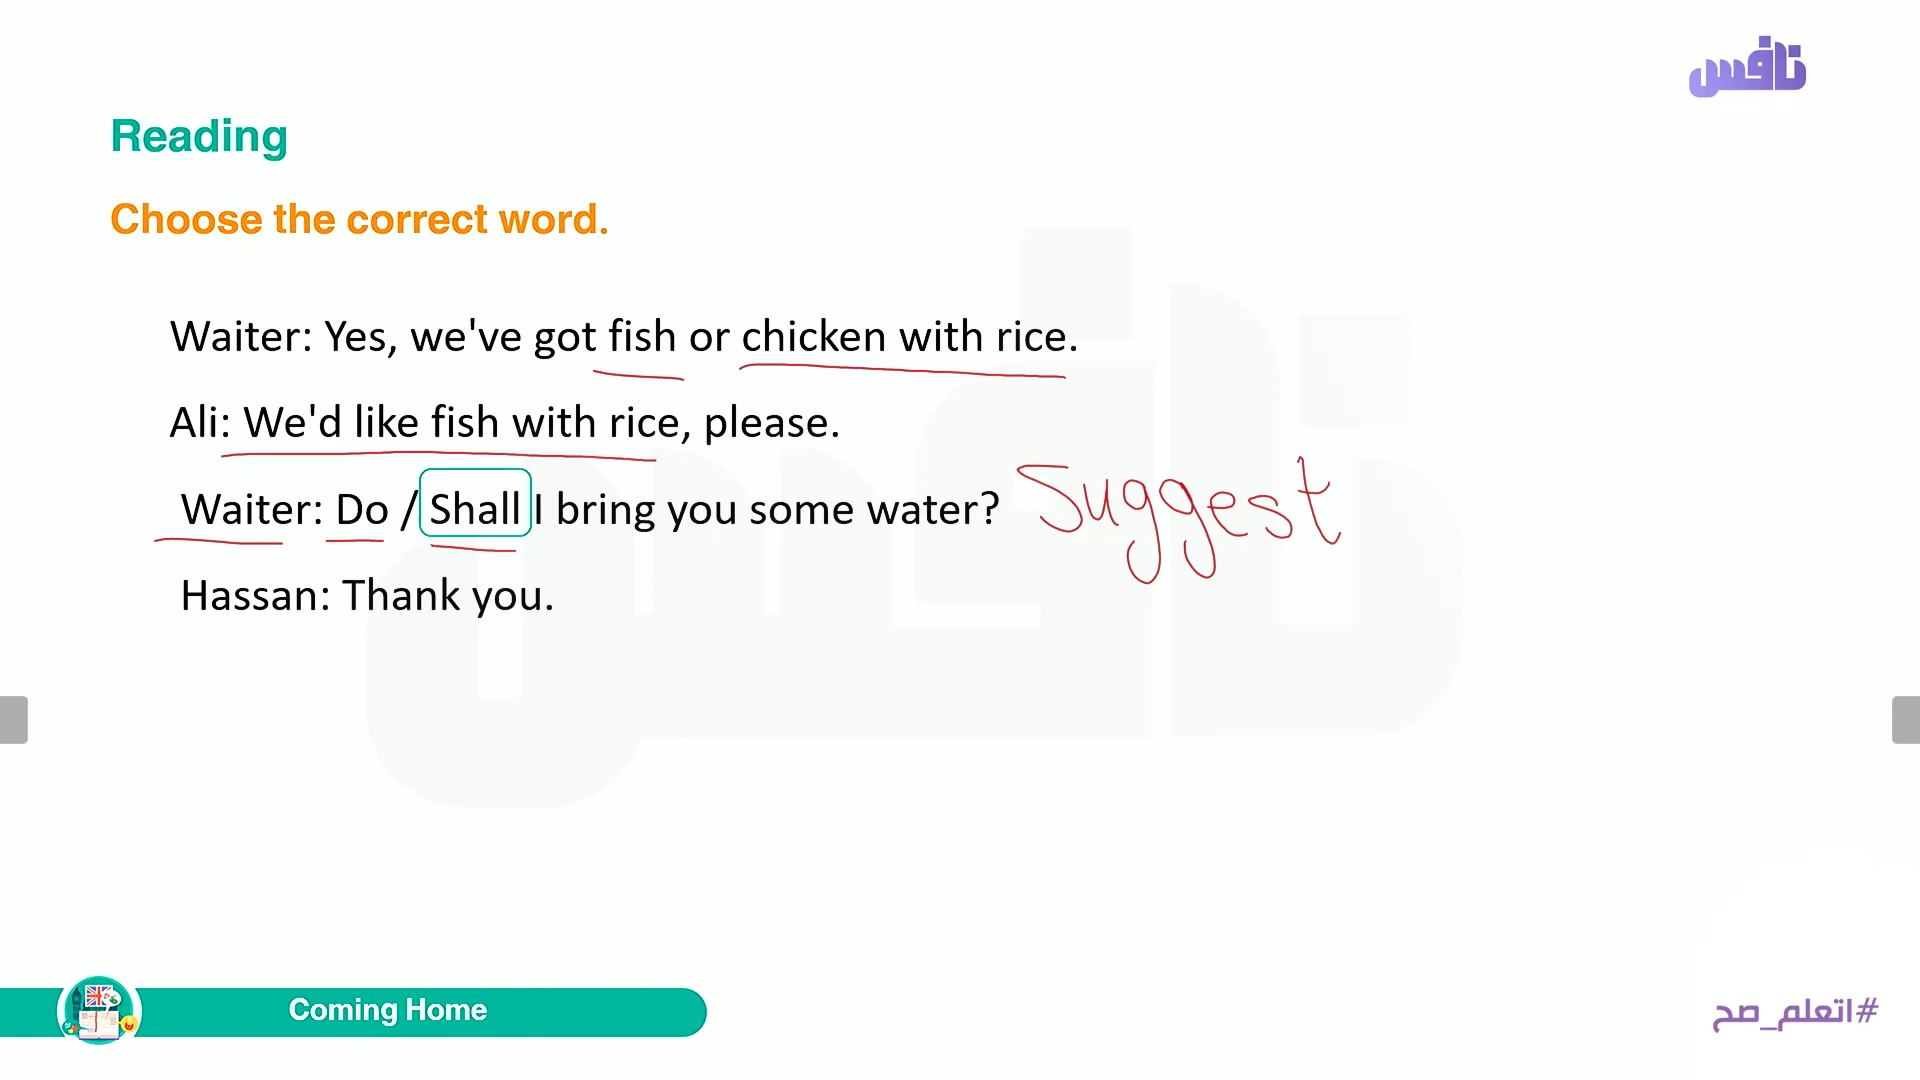 نافس
Reading
Choose the correct word.
Waiter: Yes, we've got fish or chicken with rice.
Ali: We'd like fish with rice, please.
Waiter: Do / Shall I bring you some water? Suggest
Hassan: Thank you.
Coming Home
#اتعلم_صح